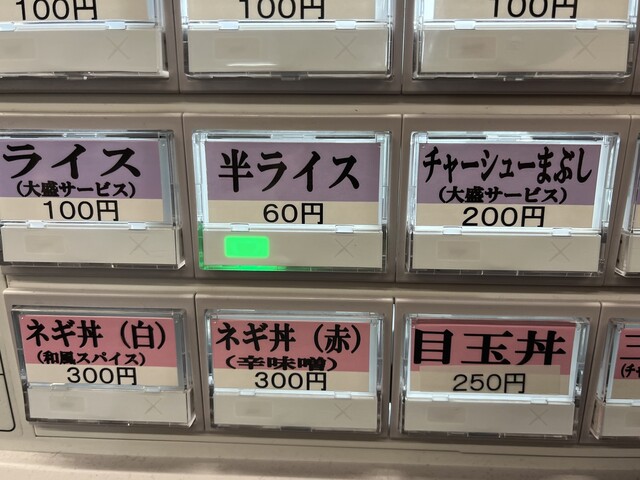 100円
100円
100円
ライス
(大盛サービス)
100円
半ライス
60円
チャーシューまぶし
(大盛サービス)
200円
ネギ丼(白)
(和風スパイス)
300円
ネギ丼(赤)
(辛味噌)
300円
目玉丼
250円
(チャ